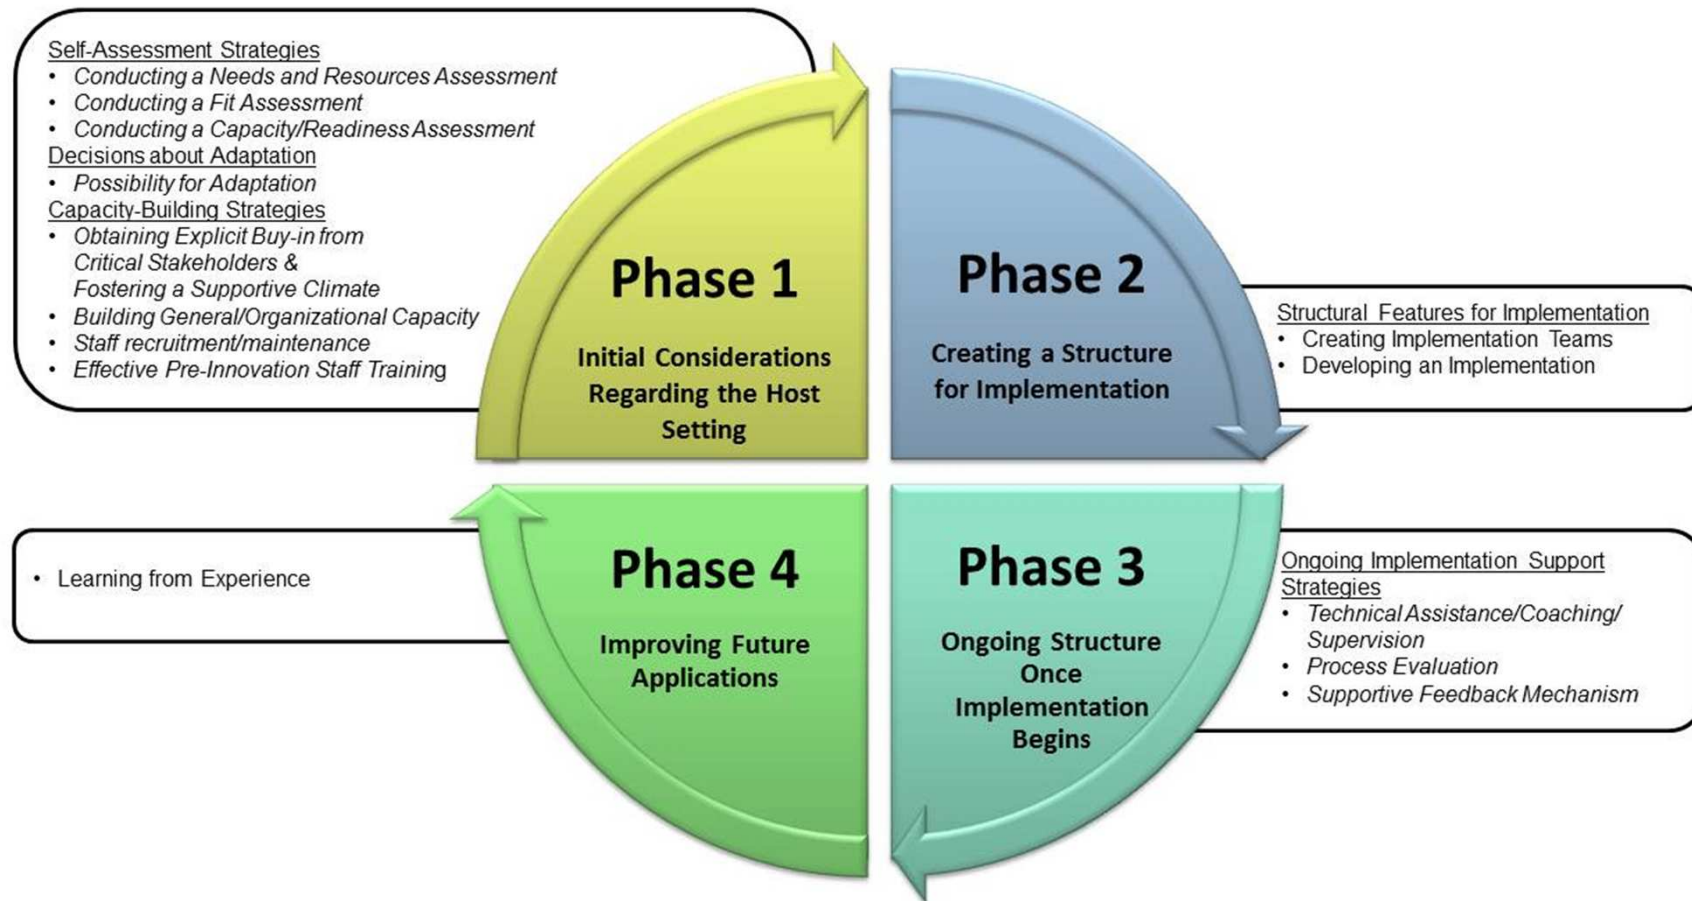 Self-Assessment Strategies
• Conducting a Needs and Resources Assessment
• Conducting a Fit Assessment
• Conducting a Capacity/Readiness Assessment
Decisions about Adaptation
• Possibility for Adaptation
Capacity-Building Strategies
• Obtaining Explicit Buy-in from
Critical Stakeholders &
Fostering a Supportive Climate
• Building General/Organizational Capacity
• Staff recruitment/maintenance
• Effective Pre-Innovation Staff Training
Phase 1
Initial Considerations
Regarding the Host
Setting
Phase 2
Creating a Structure
for Implementation
Structural Features for Implementation
• Creating Implementation Teams
• Developing an Implementation
Phase 3
Ongoing Structure
Once
Implementation
Begins
Ongoing Implementation Support
Strategies
• Technical Assistance/Coaching/
Supervision
• Process Evaluation
• Supportive Feedback Mechanism
Phase 4
Improving Future
Applications
• Learning from Experience